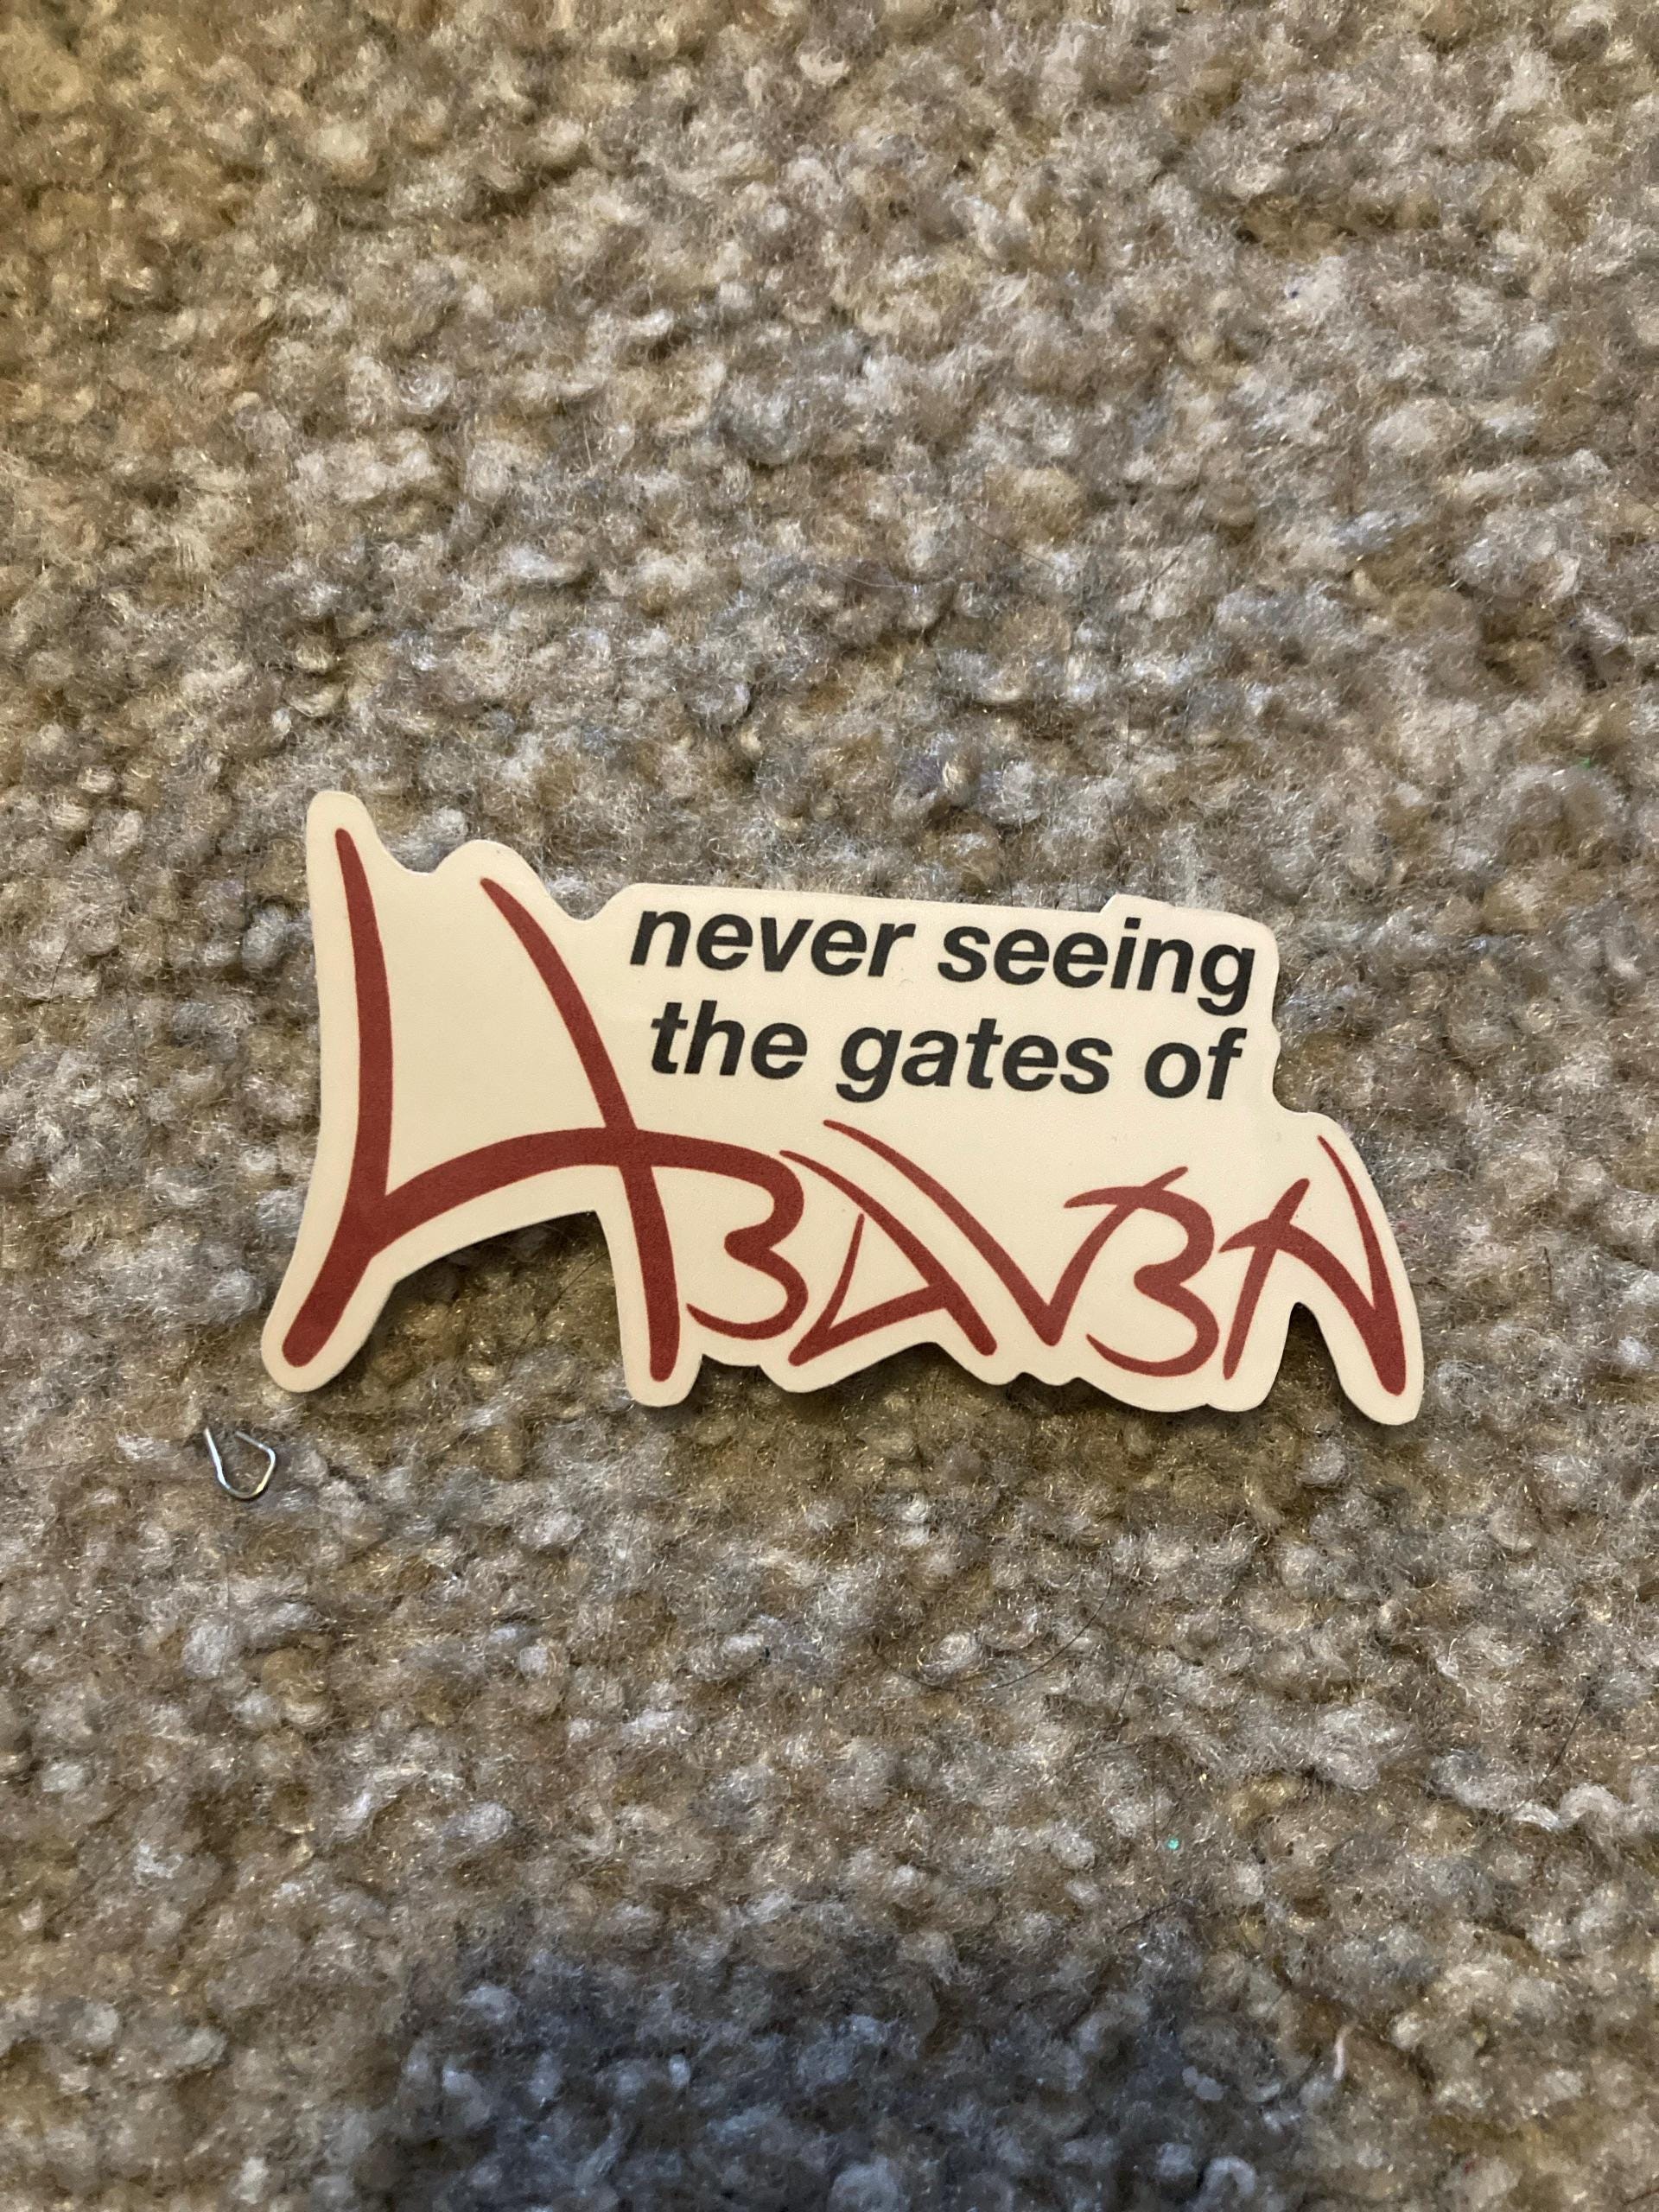 never seeing
the gates of
HEAVEN